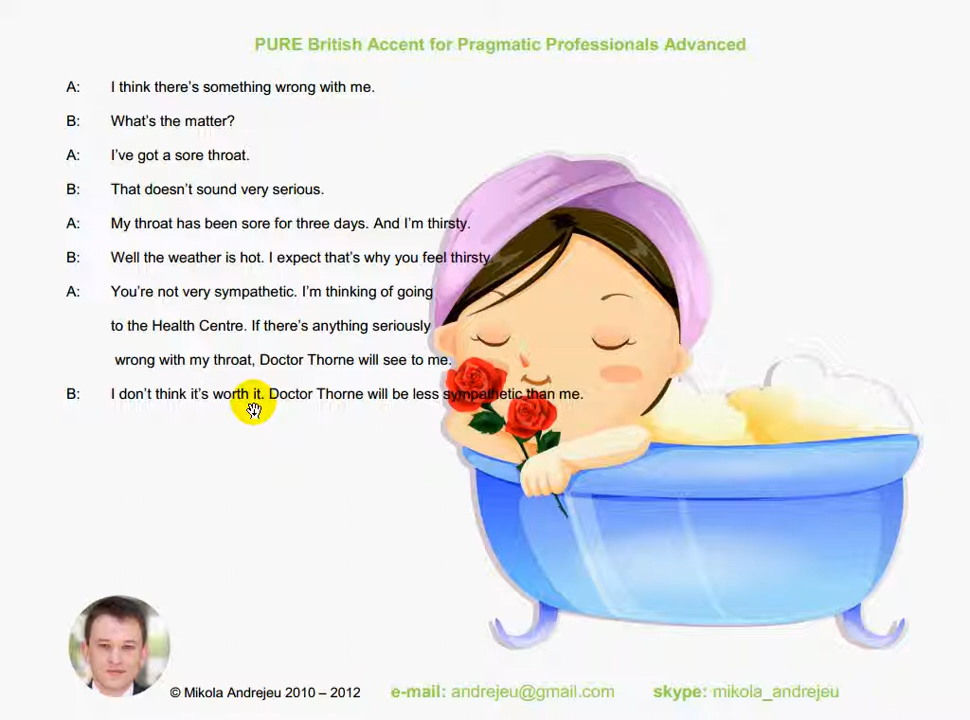 PURE British Accent for Pragmatic Professionals Advanced
A: I think there's something wrong with me.
B: What's the matter?
A: I've got a sore throat.
B: That doesn't sound very serious.
A: My throat has been sore for three days. And I'm thirsty.
B: Well the weather is hot. I expect that's why you feel thirsty.
A: You're not very sympathetic. I'm thinking of going
to the Health Centre. If there's anything seriously
wrong with my throat, Doctor Thorne will see to me.
B: I don't think it's worth it. Doctor Thorne will be less sympathetic than me.
© Mikola Andrejeu 2010 – 2012 e-mail: andrejeu@gmail.com skype: mikola_andrejeu